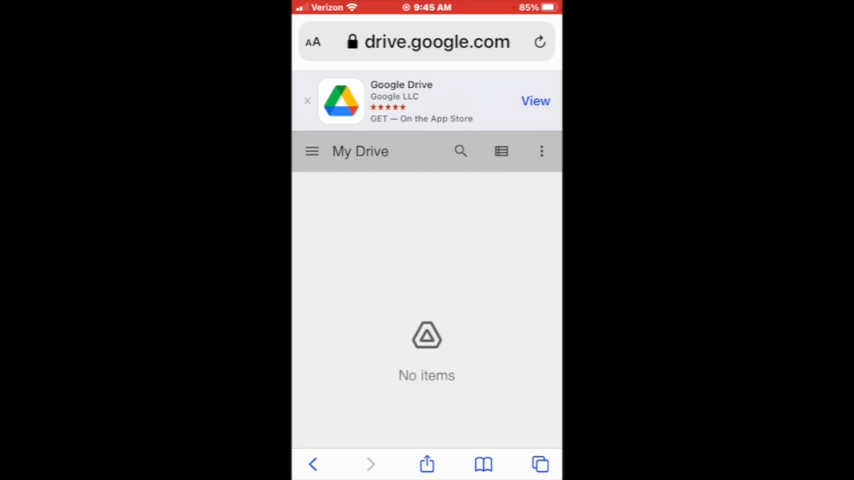 Verizon 9:45 AM 85%
AA drive.google.com
Google Drive
Google LLC
GET — On the App Store
View
My Drive
No items